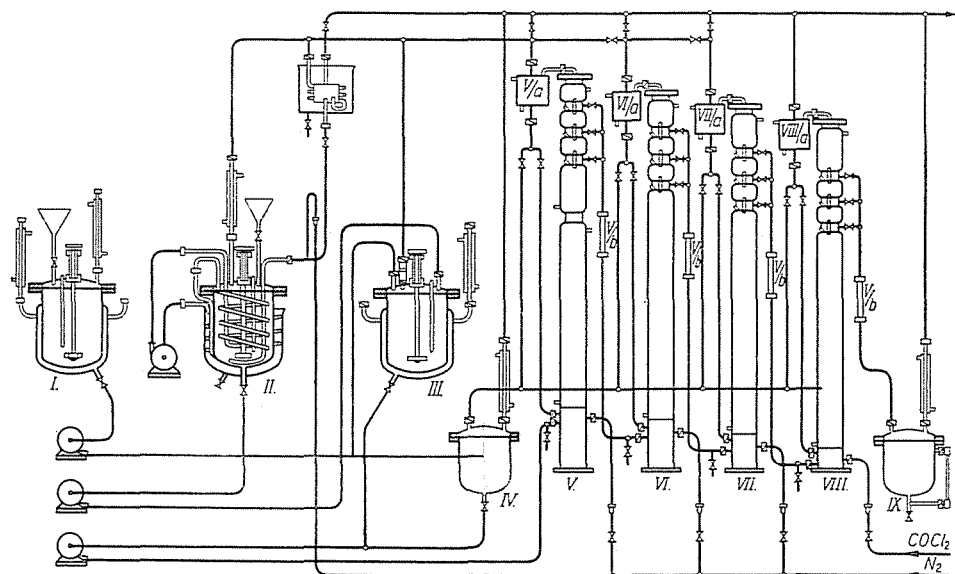 V/a
VI/a
VII/a
VIII/a
V/b
V/b
V/b
V/b
I.
II.
III.
IV.
V.
VI.
VII.
VIII.
IX
COCl₂
N₂